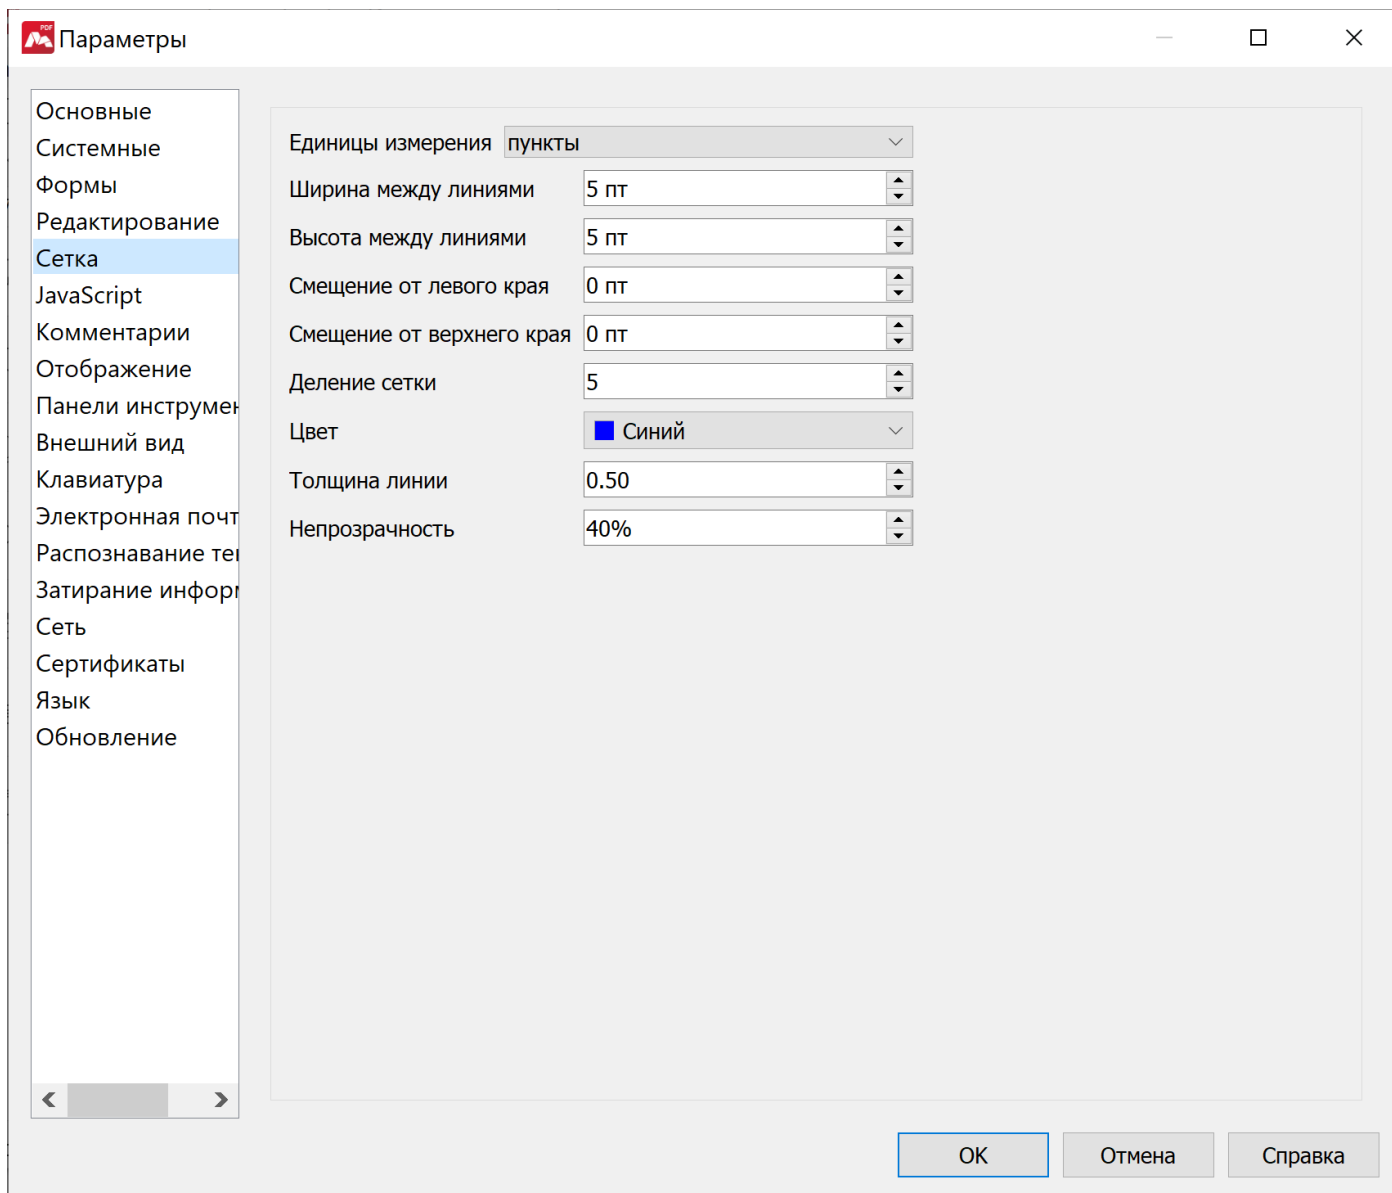 PDF
Параметры
Основные
Системные
Формы
Редактирование
Сетка
JavaScript
Комментарии
Отображение
Панели инструмен
Внешний вид
Клавиатура
Электронная почт
Распознавание те
Затирание инфор
Сеть
Сертификаты
Язык
Обновление
Единицы измерения пункты
Ширина между линиями 5 пт
Высота между линиями 5 пт
Смещение от левого края 0 пт
Смещение от верхнего края 0 пт
Деление сетки 5
Цвет Синий
Толщина линии 0.50
Непрозрачность 40%
OK Отмена Справка